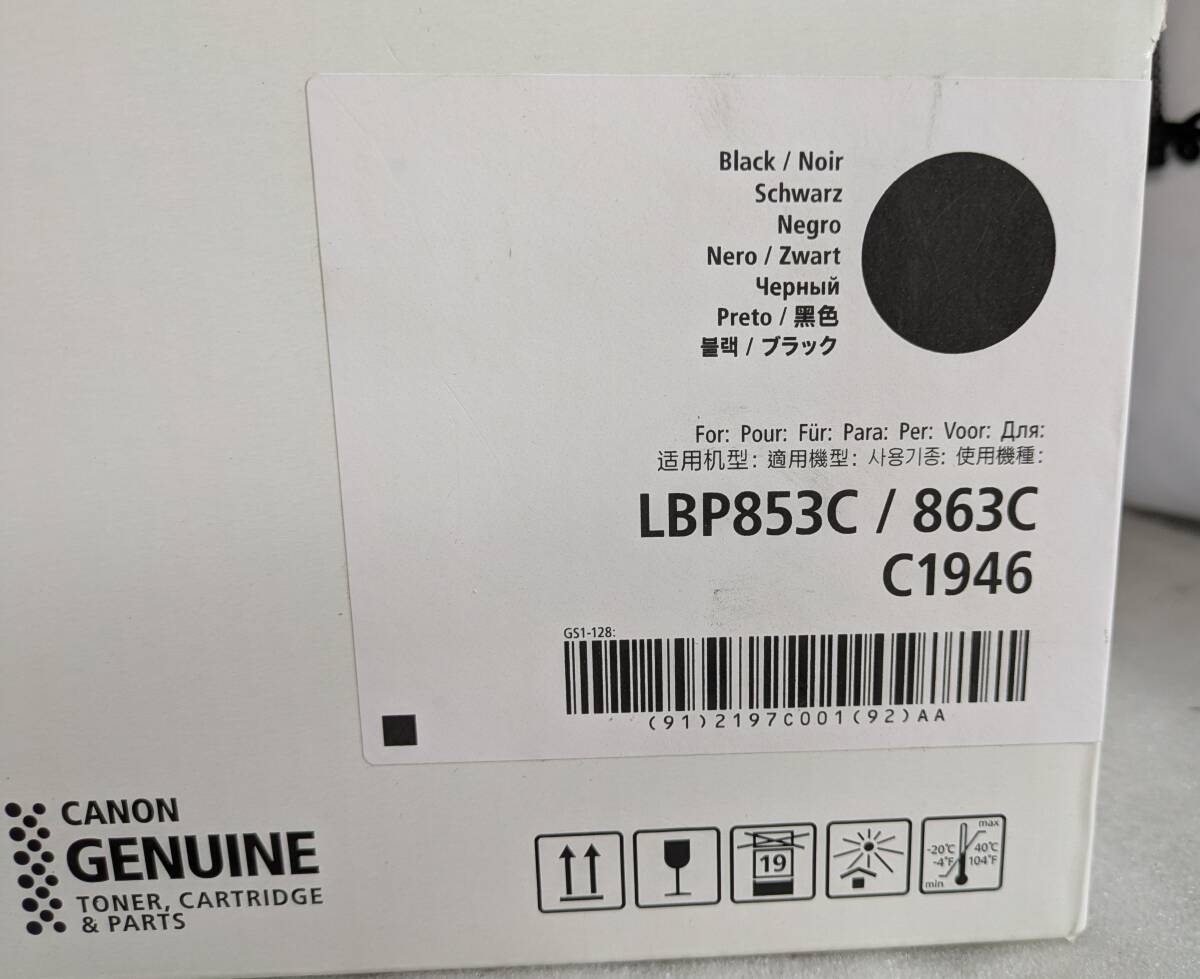 Black / Noir
Schwarz
Negro
Nero / Zwart
Черный
Preto / 黑色
블랙 / ブラック
For: Pour: Für: Para: Per: Voor: Для:
适用机型: 適用機型: 사용기종: 使用機種:
LBP853C / 863C
C1946
GS1-128:
(91)2197C001(92)AA
CANON
GENUINE
TONER, CARTRIDGE
& PARTS
19
max
-20℃ 40℃
-4°F 104°F
min